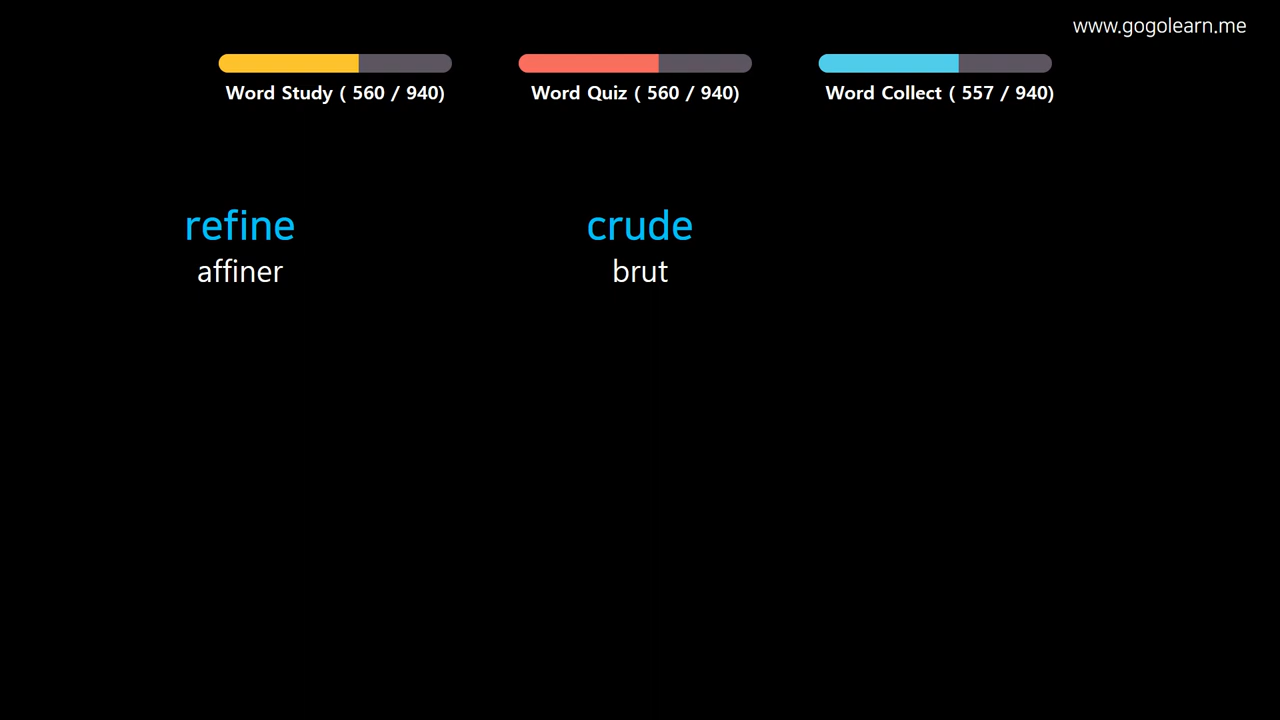 www.gogolearn.me
Word Study ( 560 / 940) Word Quiz ( 560 / 940) Word Collect ( 557 / 940)
refine crude
affiner brut